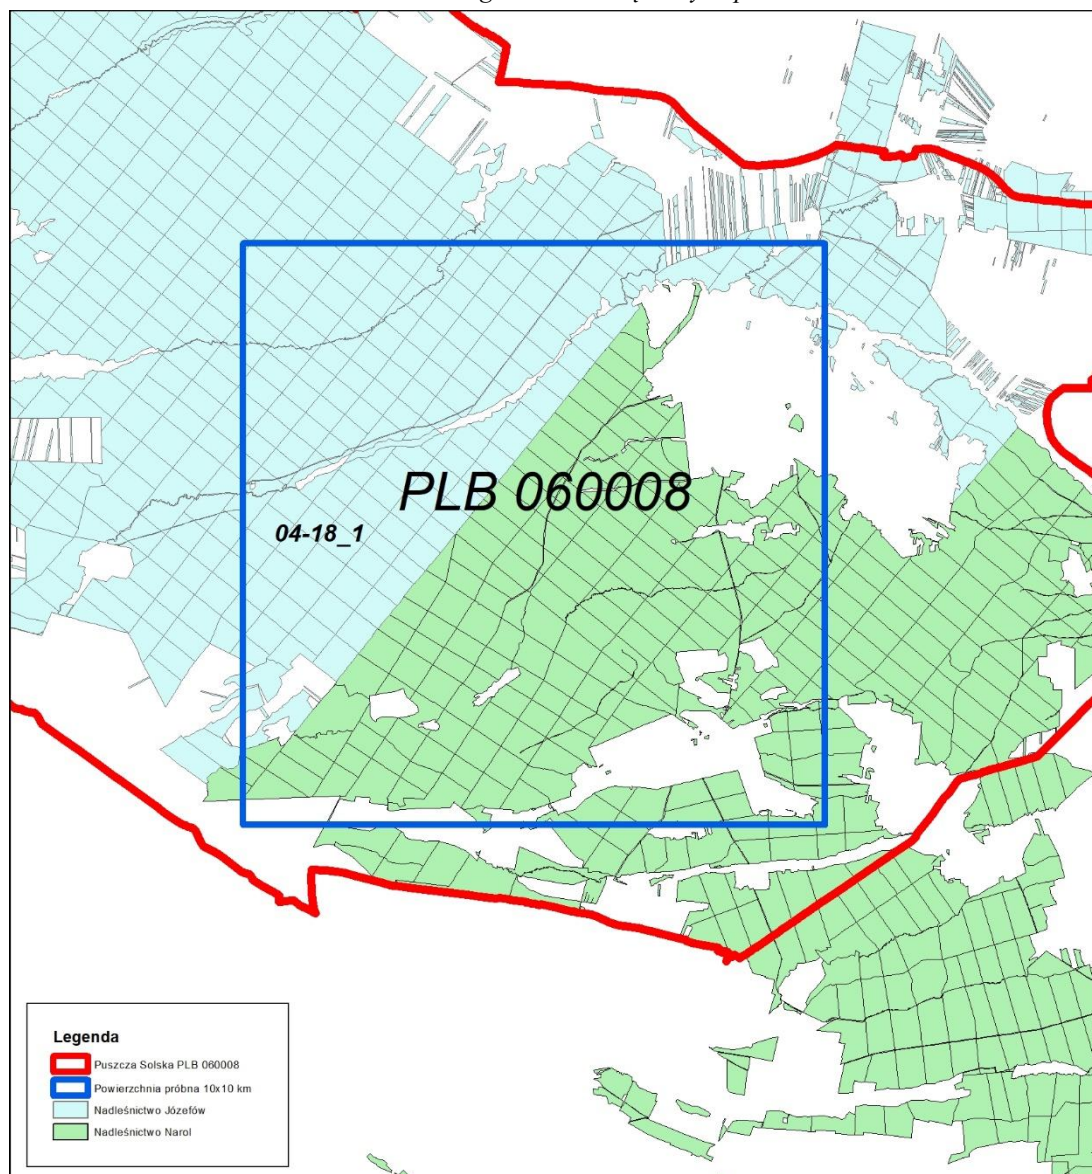 PLB 060008
04-18_1
Legenda
Puszcza Solska PLB 060008
Powierzchnia próbna 10x10 km
Nadleśnictwo Józefów
Nadleśnictwo Narol